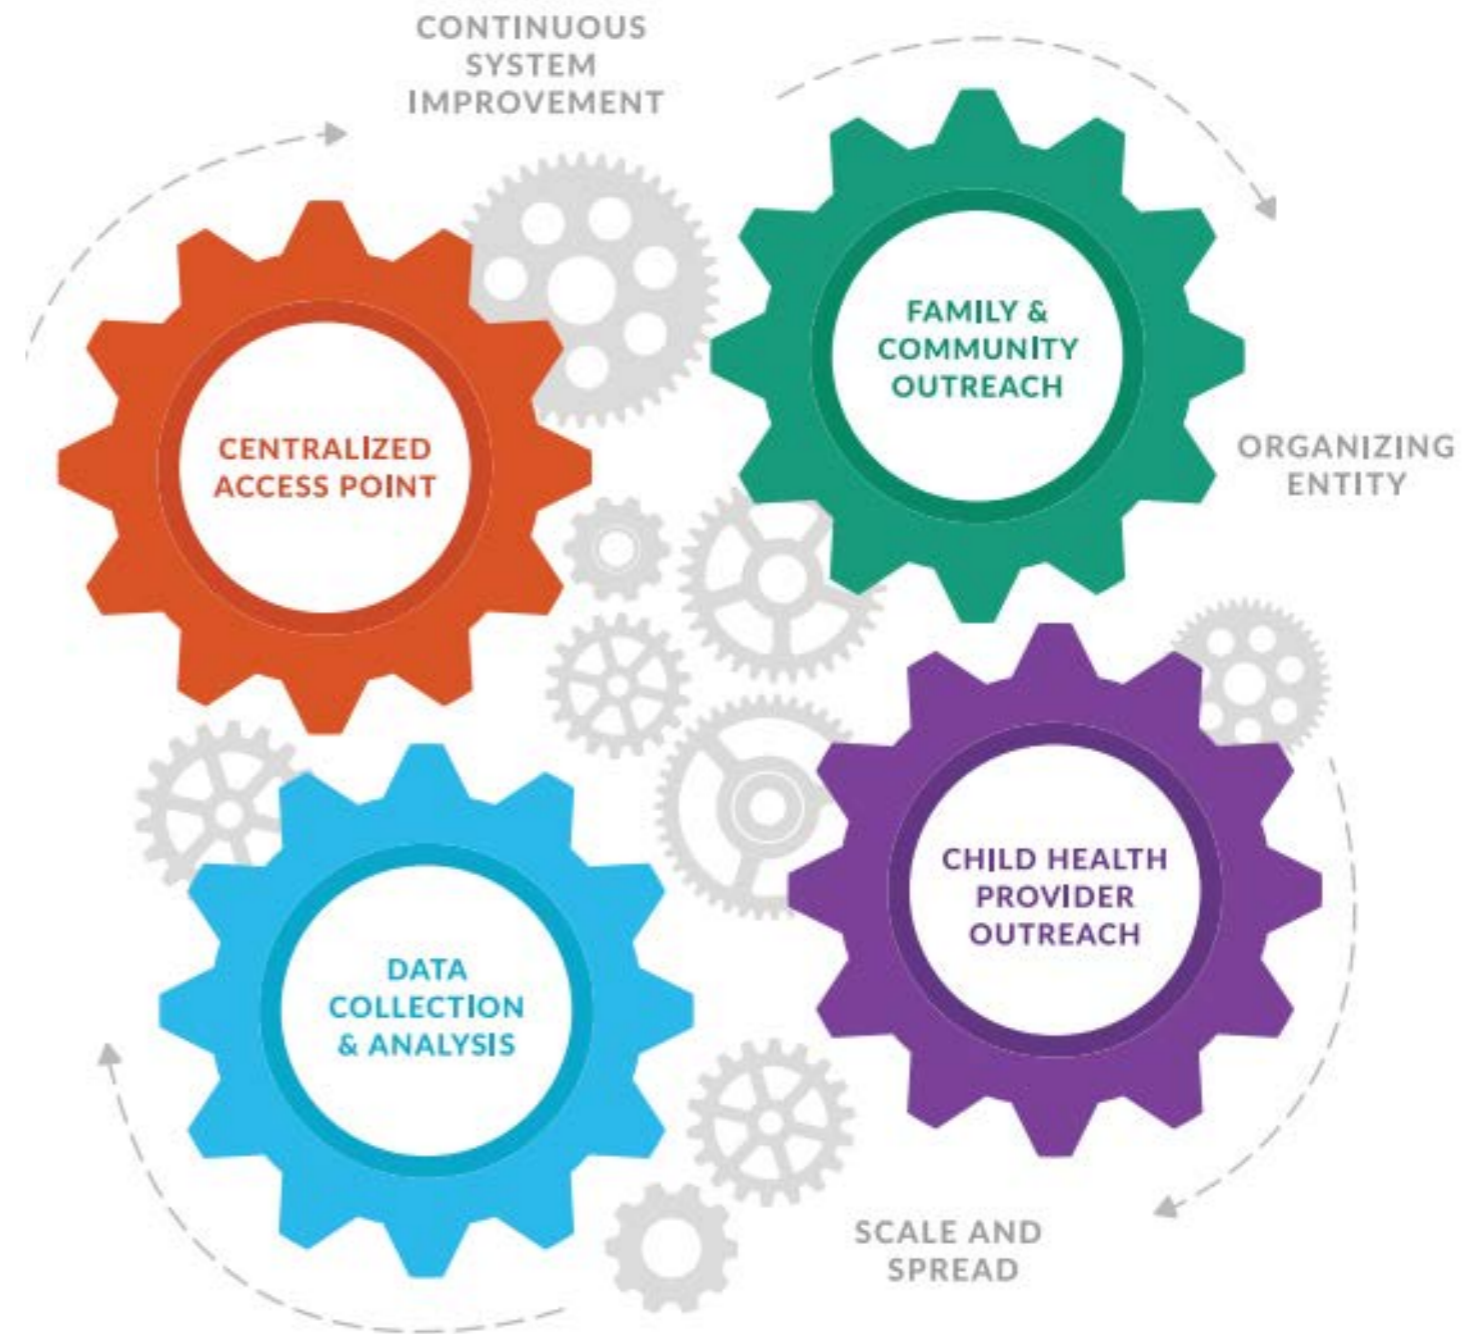 CONTINUOUS
SYSTEM
IMPROVEMENT
FAMILY &
COMMUNITY
OUTREACH
CENTRALIZED
ACCESS POINT
ORGANIZING
ENTITY
CHILD HEALTH
PROVIDER
OUTREACH
DATA
COLLECTION
& ANALYSIS
SCALE AND
SPREAD